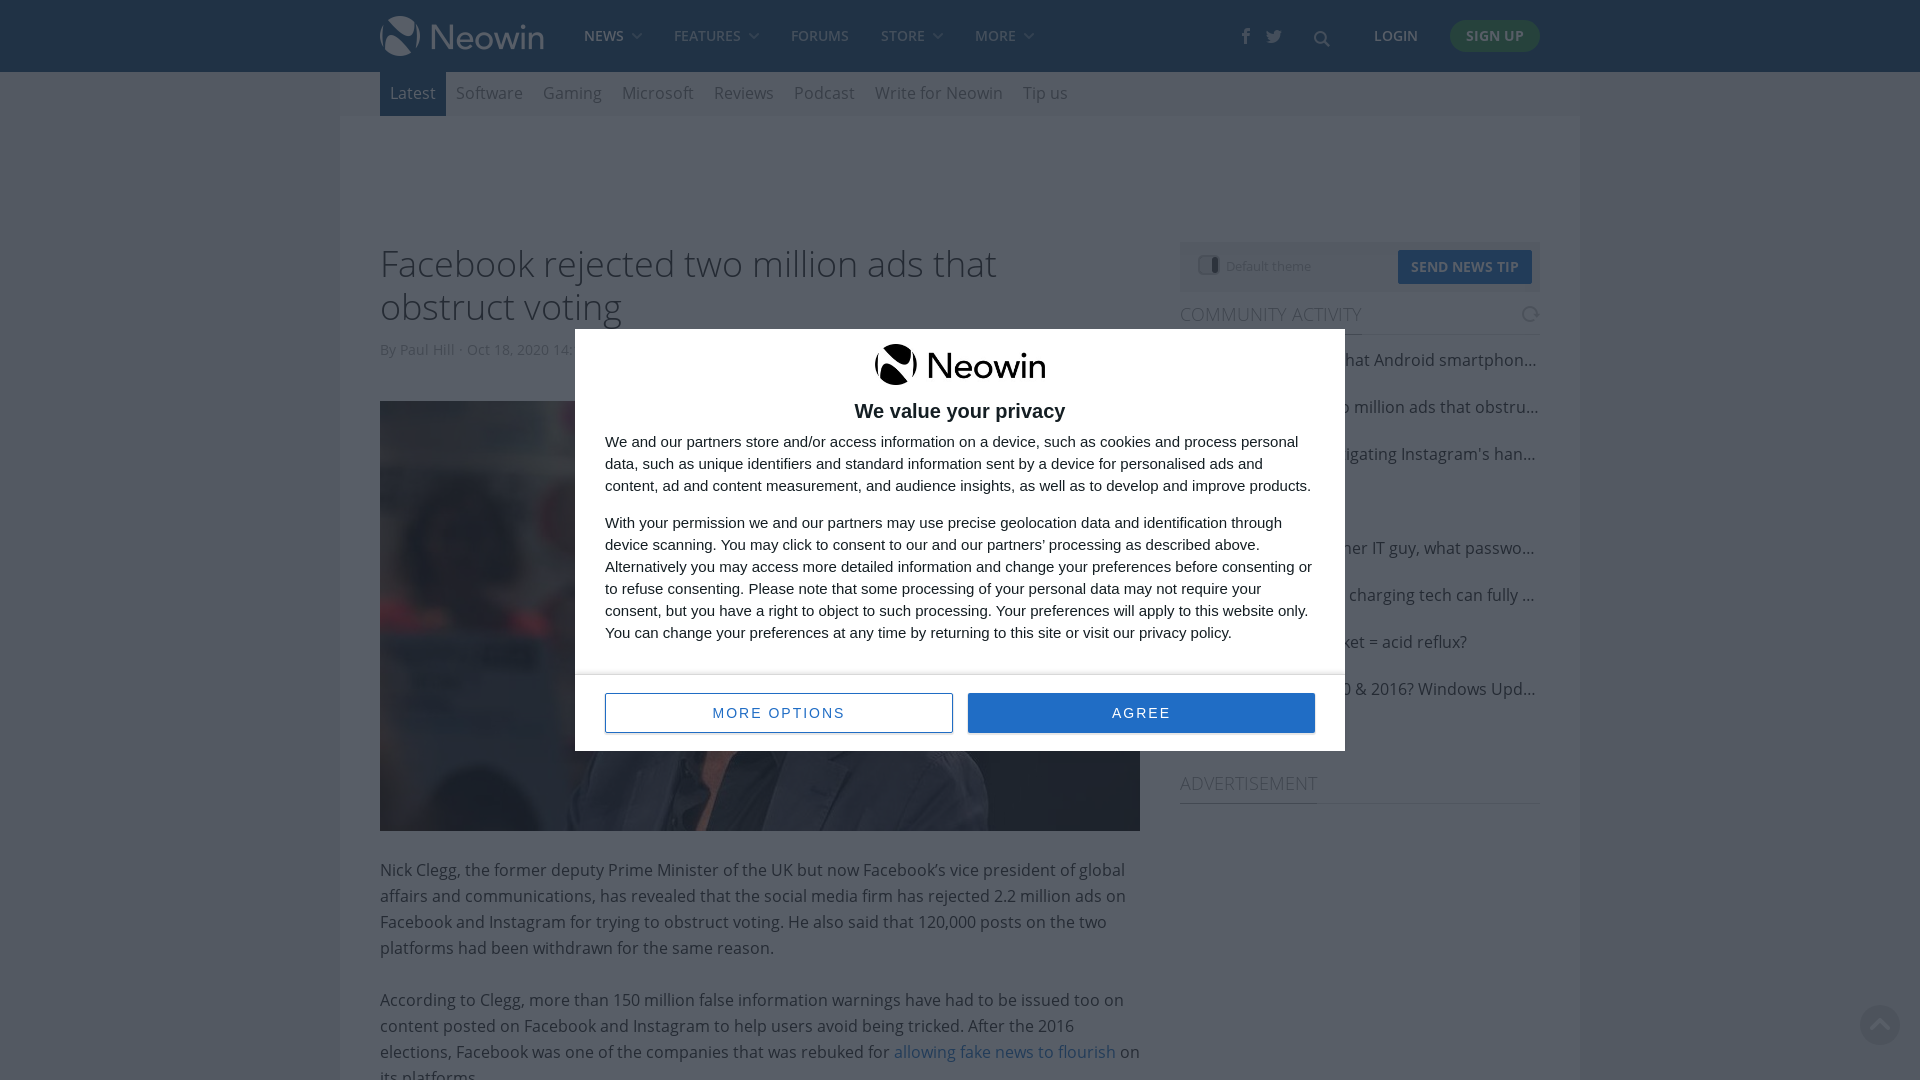 Neowin
NEWS
FEATURES
FORUMS
STORE
MORE
LOGIN
SIGN UP
Latest
Software
Gaming
Microsoft
Reviews
Podcast
Write for Neowin
Tip us
Facebook rejected two million ads that
obstruct voting
By Paul Hill · Oct 18, 2020 14:
Default theme
SEND NEWS TIP
COMMUNITY ACTIVITY
hat Android smartphon...
o million ads that obstru...
igating Instagram's han...
ner IT guy, what passwo...
charging tech can fully ...
ket = acid reflux?
0 & 2016? Windows Upd...
ADVERTISEMENT
Neowin
We value your privacy
We and our partners store and/or access information on a device, such as cookies and process personal
data, such as unique identifiers and standard information sent by a device for personalised ads and
content, ad and content measurement, and audience insights, as well as to develop and improve products.
With your permission we and our partners may use precise geolocation data and identification through
device scanning. You may click to consent to our and our partners’ processing as described above.
Alternatively you may access more detailed information and change your preferences before consenting or
to refuse consenting. Please note that some processing of your personal data may not require your
consent, but you have a right to object to such processing. Your preferences will apply to this website only.
You can change your preferences at any time by returning to this site or visit our privacy policy.
MORE OPTIONS
AGREE
Nick Clegg, the former deputy Prime Minister of the UK but now Facebook’s vice president of global
affairs and communications, has revealed that the social media firm has rejected 2.2 million ads on
Facebook and Instagram for trying to obstruct voting. He also said that 120,000 posts on the two
platforms had been withdrawn for the same reason.
According to Clegg, more than 150 million false information warnings have had to be issued too on
content posted on Facebook and Instagram to help users avoid being tricked. After the 2016
elections, Facebook was one of the companies that was rebuked for allowing fake news to flourish on
its platforms.